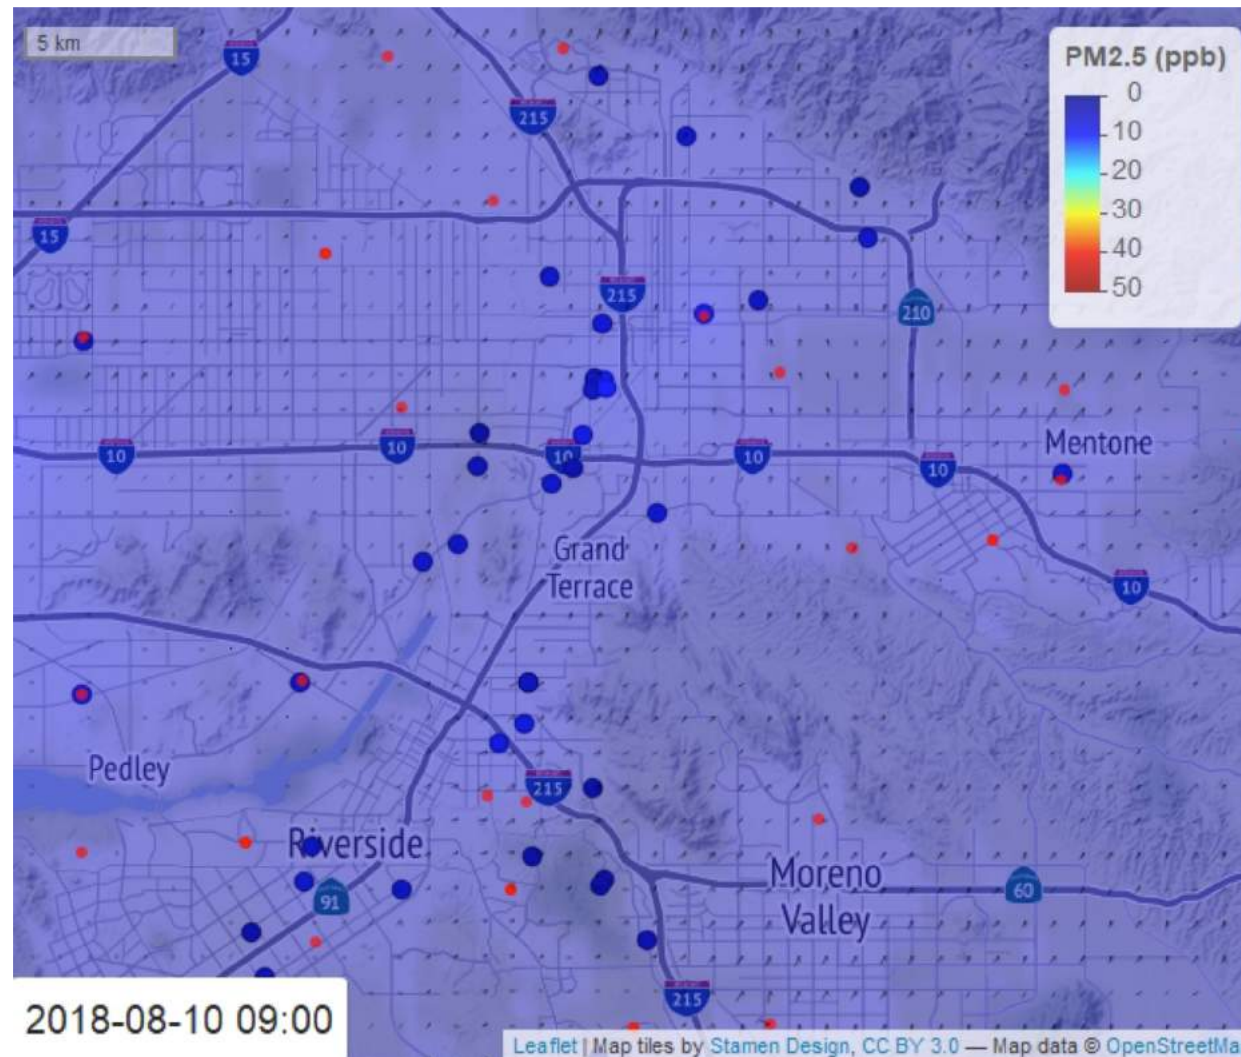 5 km
15
215
PM2.5 (ppb)
0
10
20
30
40
50
15
215
210
10
10
10
10
10
Mentone
Grand
Terrace
10
Pedley
215
Riverside
91
Moreno
Valley
60
215
2018-08-10 09:00
Leaflet | Map tiles by Stamen Design, CC BY 3.0 — Map data © OpenStreetMa